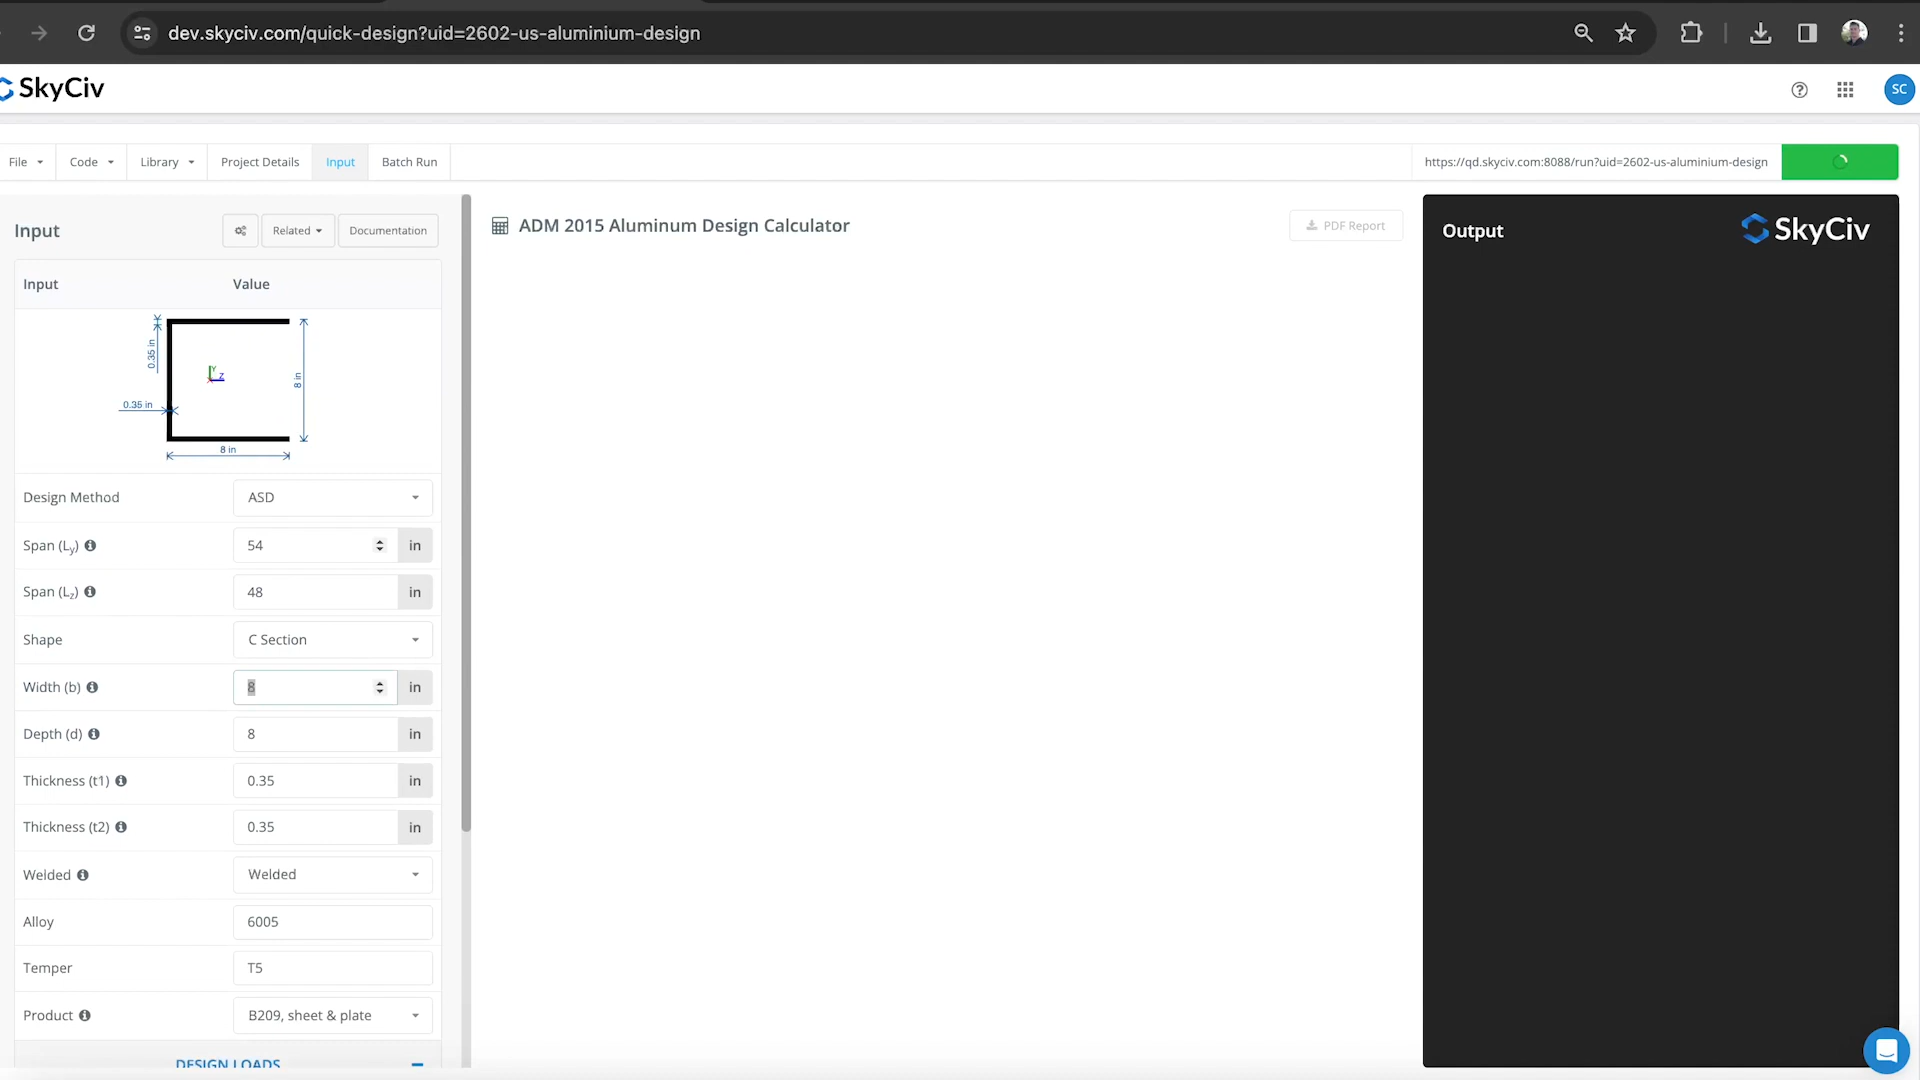 dev.skyciv.com/quick-design?uid=2602-us-aluminium-design
SkyCiv
SC
File
Code
Library
Project Details
Input
Batch Run
https://qd.skyciv.com:8088/run?uid=2602-us-aluminium-design
Input
Related
Documentation
ADM 2015 Aluminum Design Calculator
PDF Report
Output
SkyCiv
Input Value
0.35 in
Y
Z
8 in
0.35 in
8 in
Design Method ASD
Span (Ly) 54 in
Span (Lz) 48 in
Shape C Section
Width (b) 8 in
Depth (d) 8 in
Thickness (t1) 0.35 in
Thickness (t2) 0.35 in
Welded Welded
Alloy 6005
Temper T5
Product B209, sheet & plate
DESIGN LOADS